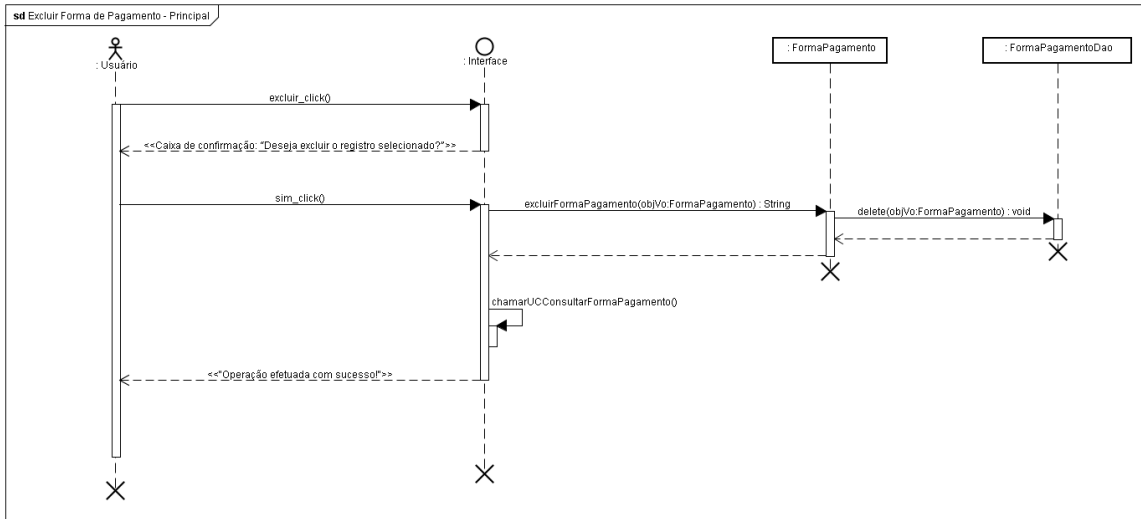 sd Excluir Forma de Pagamento - Principal
: Usuário
: Interface
: FormaPagamento
: FormaPagamentoDao
excluir_click()
<<Caixa de confirmação: "Deseja excluir o registro selecionado?">>
sim_click()
excluirFormaPagamento(objVo:FormaPagamento) : String
delete(objVo:FormaPagamento) : void
chamarUCConsultarFormaPagamento()
<<"Operação efetuada com sucesso!">>